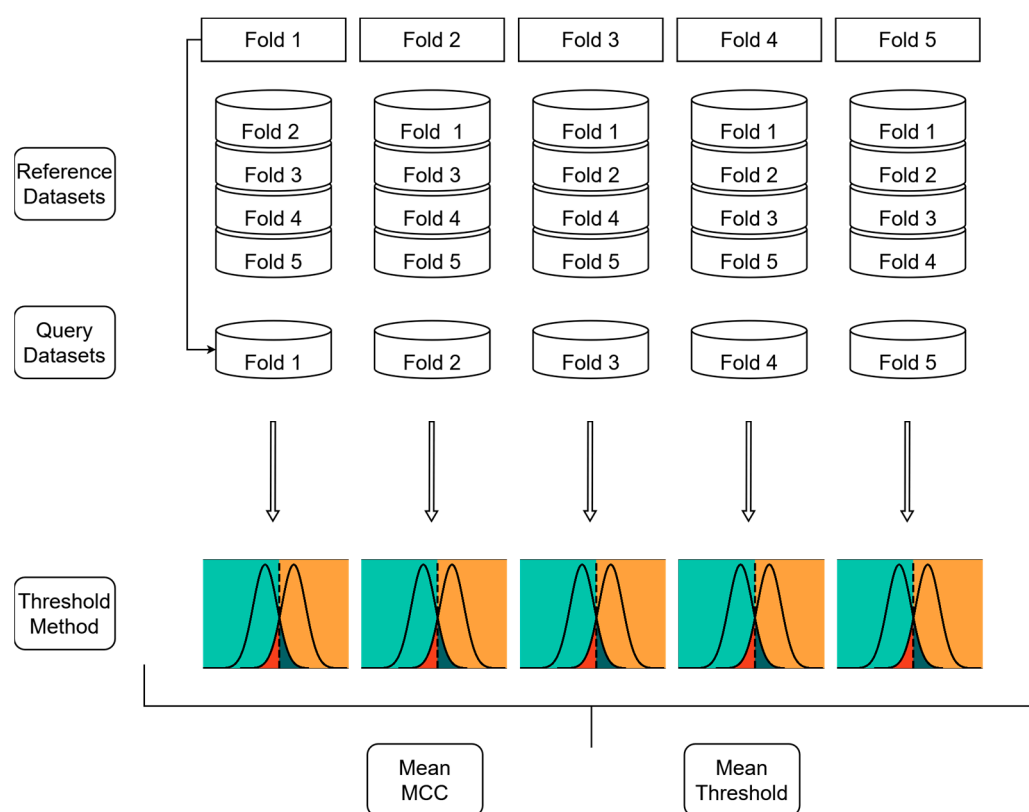 Fold 1
Fold 2
Fold 3
Fold 4
Fold 5
Reference
Datasets
Fold 2
Fold 3
Fold 4
Fold 5
Fold 1
Fold 3
Fold 4
Fold 5
Fold 1
Fold 2
Fold 4
Fold 5
Fold 1
Fold 2
Fold 3
Fold 5
Fold 1
Fold 2
Fold 3
Fold 4
Query
Datasets
Fold 1
Fold 2
Fold 3
Fold 4
Fold 5
Threshold
Method
Mean
MCC
Mean
Threshold